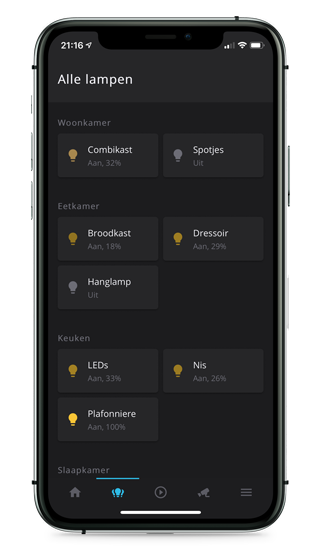 21:16
Alle lampen
Woonkamer
Combikast
Aan, 32%
Spotjes
Uit
Eetkamer
Broodkast
Aan, 18%
Dressoir
Aan, 29%
Hanglamp
Uit
Keuken
LEDs
Aan, 33%
Nis
Aan, 26%
Plafonniere
Aan, 100%
Slaapkamer